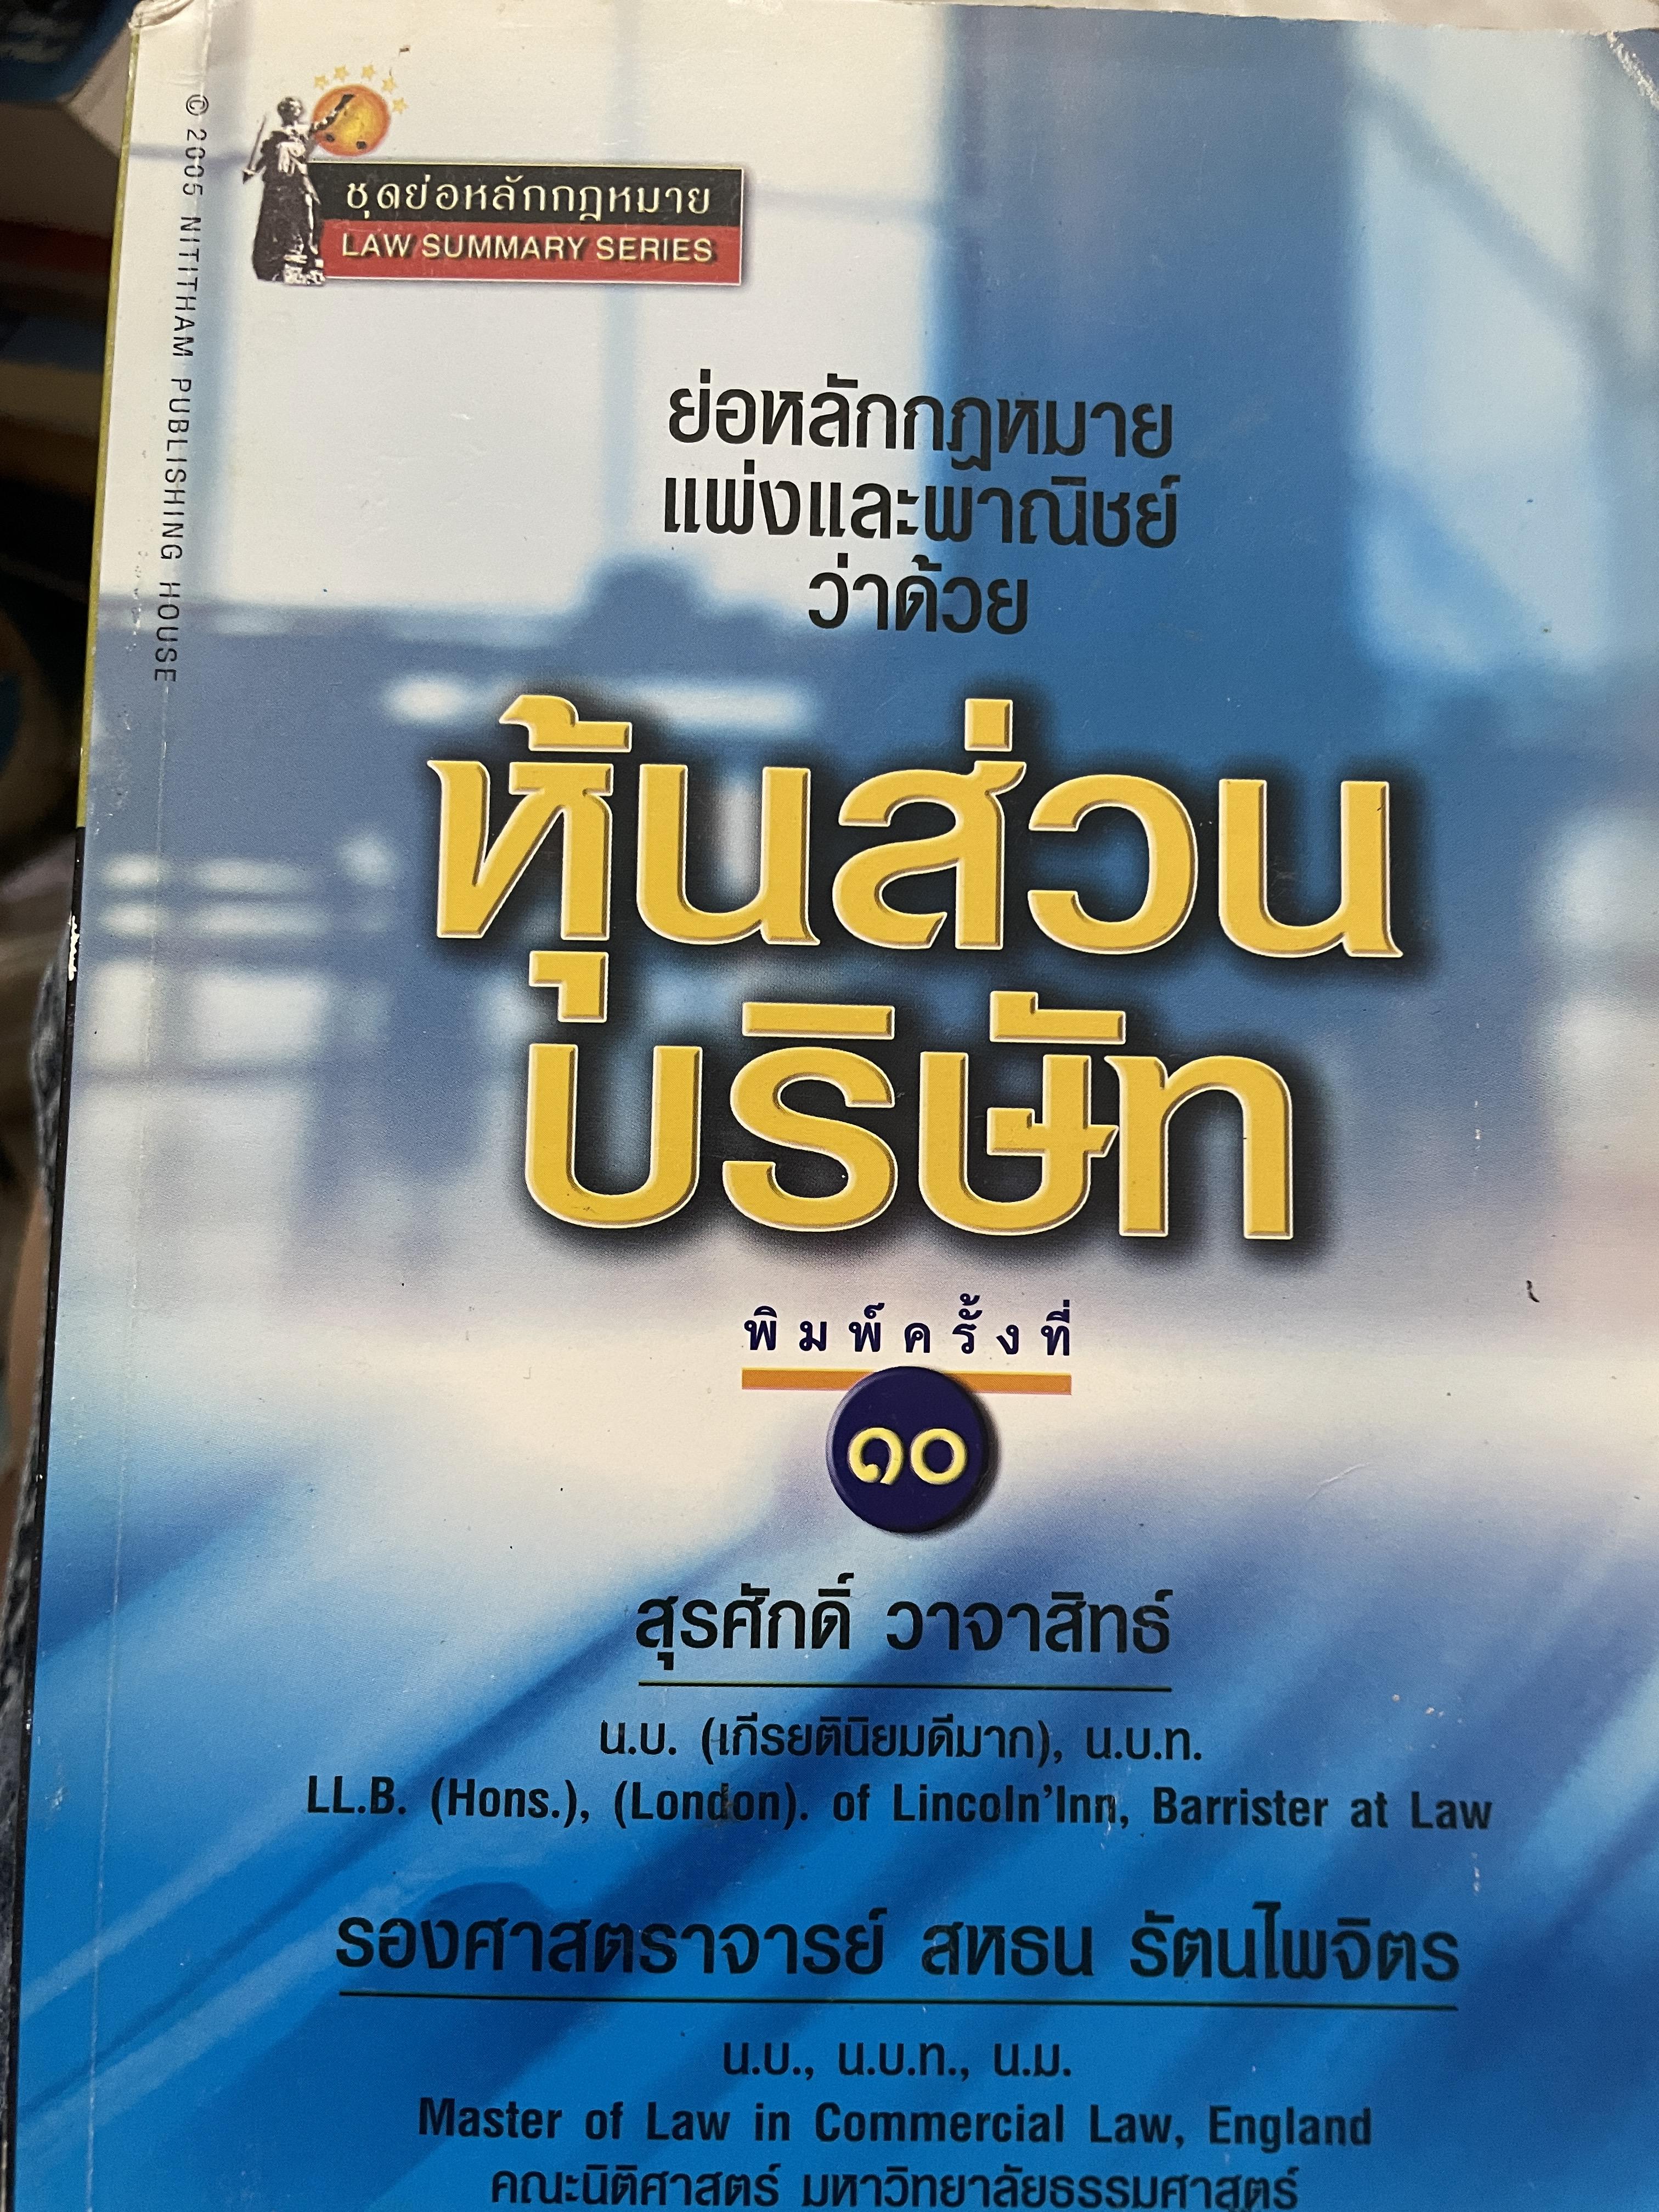 © 2005 NITITHAM PUBLISHING HOUSE
ชุดย่อหลักกฎหมาย
LAW SUMMARY SERIES
ย่อหลักกฎหมาย
แพ่งและพาณิชย์
ว่าด้วย
หุ้นส่วน
บริษัท
พิมพ์ครั้งที่
๑๐
สุรศักดิ์ วาจาสิทธ์
น.บ. (เกีรยตินิยมดีมาก), น.บ.ท.
LL.B. (Hons.), (London). of Lincoln'Inn, Barrister at Law
รองศาสตราจารย์ สหธน รัตนไพจิตร
น.บ., น.บ.ท., น.ม.
Master of Law in Commercial Law, England
คณะนิติศาสตร์ มหาวิทยาลัยธรรมศาสตร์